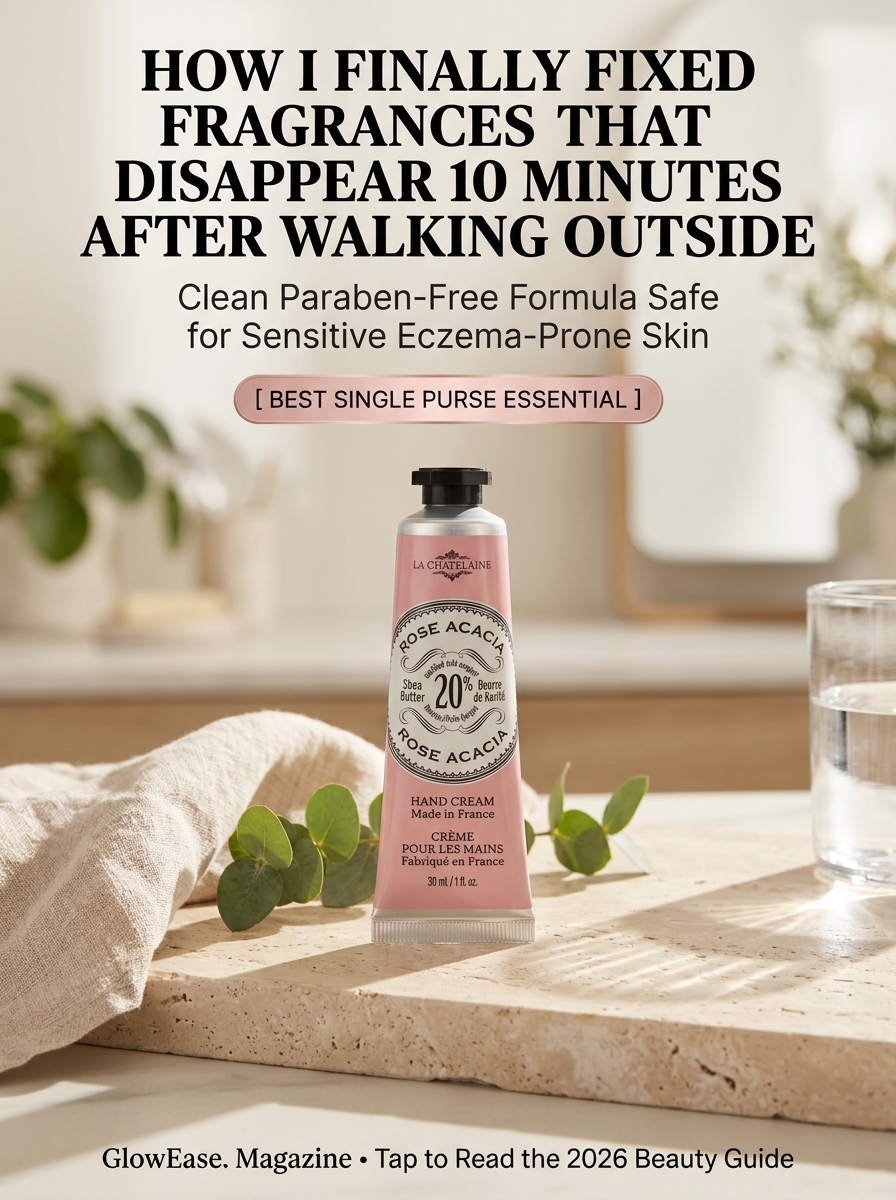 HOW I FINALLY FIXED
FRAGRANCES THAT
DISAPPEAR 10 MINUTES
AFTER WALKING OUTSIDE
Clean Paraben-Free Formula Safe
for Sensitive Eczema-Prone Skin
[ BEST SINGLE PURSE ESSENTIAL ]
LA CHATELAINE
ROSE ACACIA
Shea
Butter
20%
Beurre
de Karité
ROSE ACACIA
HAND CREAM
Made in France
CRÈME
POUR LES MAINS
Fabriqué en France
30 ml / 1 fl. oz.
GlowEase. Magazine • Tap to Read the 2026 Beauty Guide